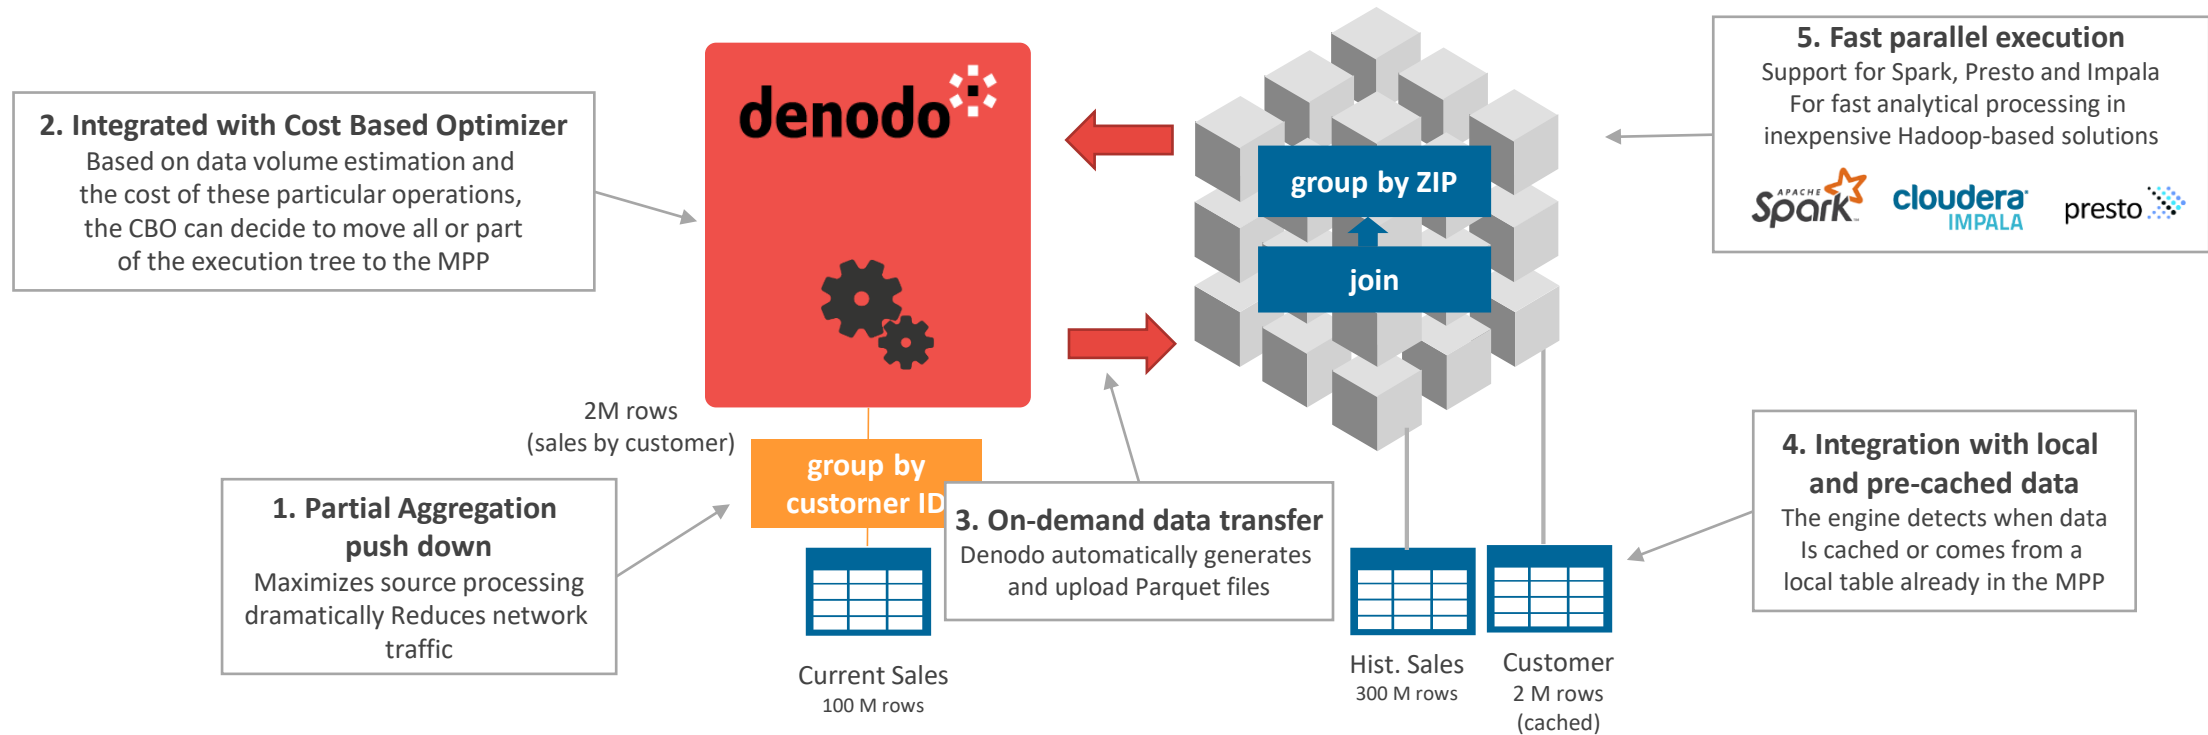 denodo
2. Integrated with Cost Based Optimizer
Based on data volume estimation and
the cost of these particular operations,
the CBO can decide to move all or part
of the execution tree to the MPP
group by ZIP
join
5. Fast parallel execution
Support for Spark, Presto and Impala
For fast analytical processing in
inexpensive Hadoop-based solutions
APACHE
Spark
cloudera
IMPALA
presto
2M rows
(sales by customer)
group by
customer ID
1. Partial Aggregation
push down
Maximizes source processing
dramatically Reduces network
traffic
3. On-demand data transfer
Denodo automatically generates
and upload Parquet files
4. Integration with local
and pre-cached data
The engine detects when data
Is cached or comes from a
local table already in the MPP
Current Sales
100 M rows
Hist. Sales
300 M rows
Customer
2 M rows
(cached)